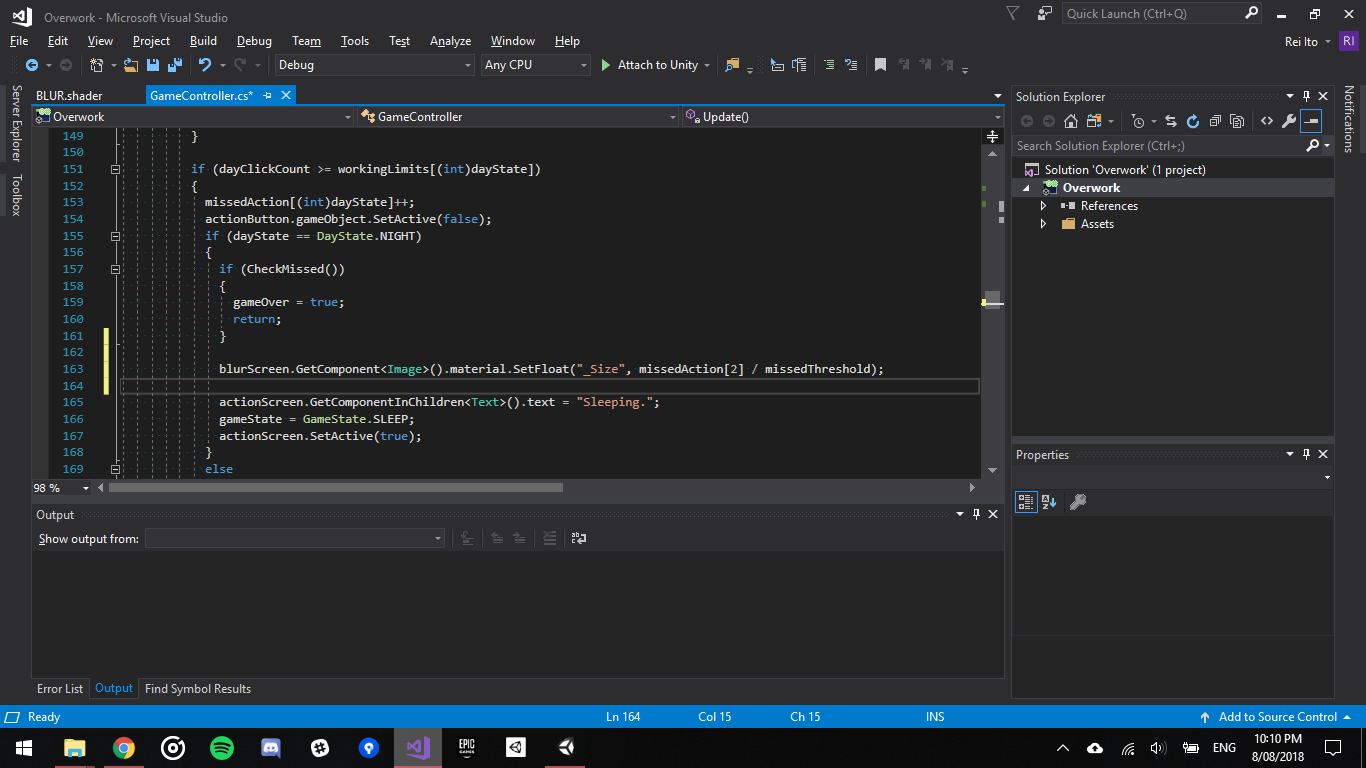 Overwork - Microsoft Visual Studio
Quick Launch (Ctrl+Q)
File Edit View Project Build Debug Team Tools Test Analyze Window Help
Rei Ito RI
Debug Any CPU Attach to Unity
Server Explorer
Toolbox
BLUR.shader GameController.cs*
Overwork GameController Update()
149 }
150
151 if (dayClickCount >= workingLimits[(int)dayState])
152 {
153 missedAction[(int)dayState]++;
154 actionButton.gameObject.SetActive(false);
155 if (dayState == DayState.NIGHT)
156 {
157 if (CheckMissed())
158 {
159 gameOver = true;
160 return;
161 }
162
163 blurScreen.GetComponent<Image>().material.SetFloat("_Size", missedAction[2] / missedThreshold);
164
165 actionScreen.GetComponentInChildren<Text>().text = "Sleeping.";
166 gameState = GameState.SLEEP;
167 actionScreen.SetActive(true);
168 }
169 else
98 %
Output
Show output from:
Error List Output Find Symbol Results
Solution Explorer
Search Solution Explorer (Ctrl+;)
Solution 'Overwork' (1 project)
Overwork
References
Assets
Properties
Notifications
Ready Ln 164 Col 15 Ch 15 INS Add to Source Control
EPIC GAMES
ENG
10:10 PM
8/08/2018